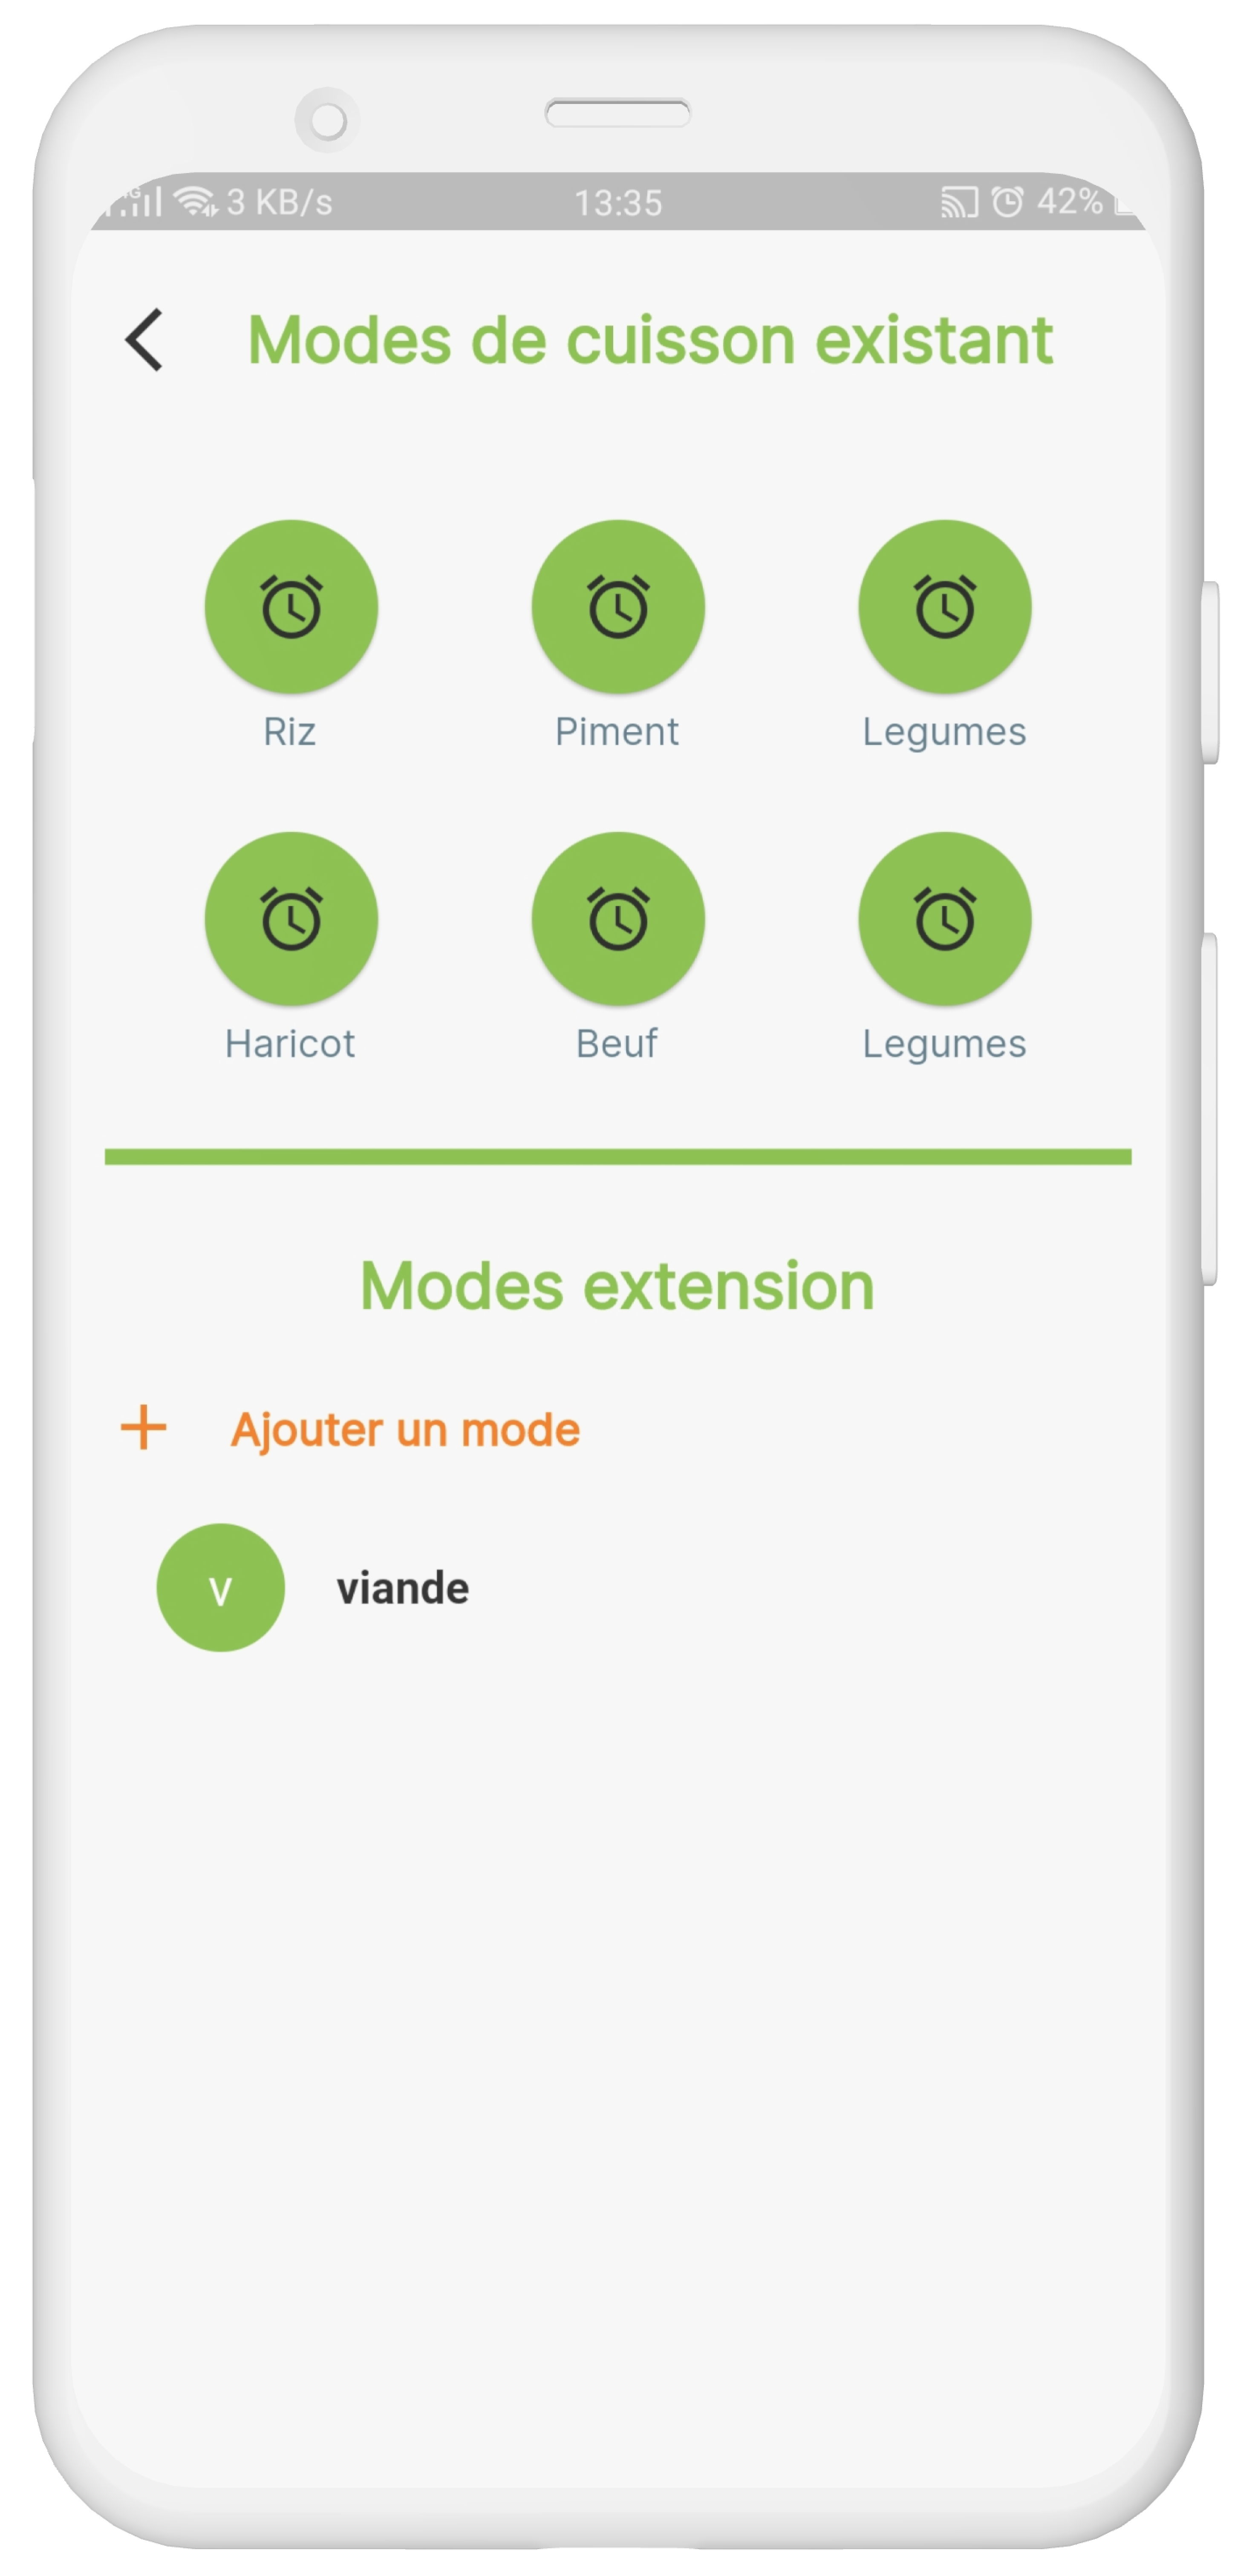 3 KB/s 13:35 42%
Modes de cuisson existant
Riz Piment Legumes
Haricot Beuf Legumes
Modes extension
+ Ajouter un mode
v viande